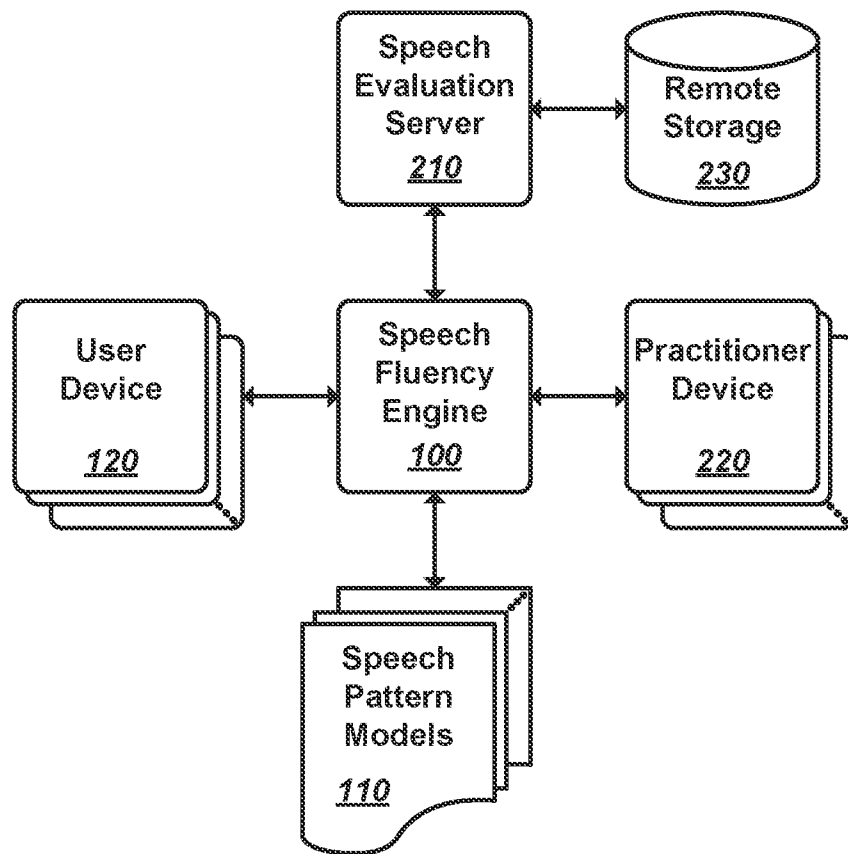 Speech
Evaluation
Server
210
Remote
Storage
230
User
Device
120
Speech
Fluency
Engine
100
Practitioner
Device
220
Speech
Pattern
Models
110